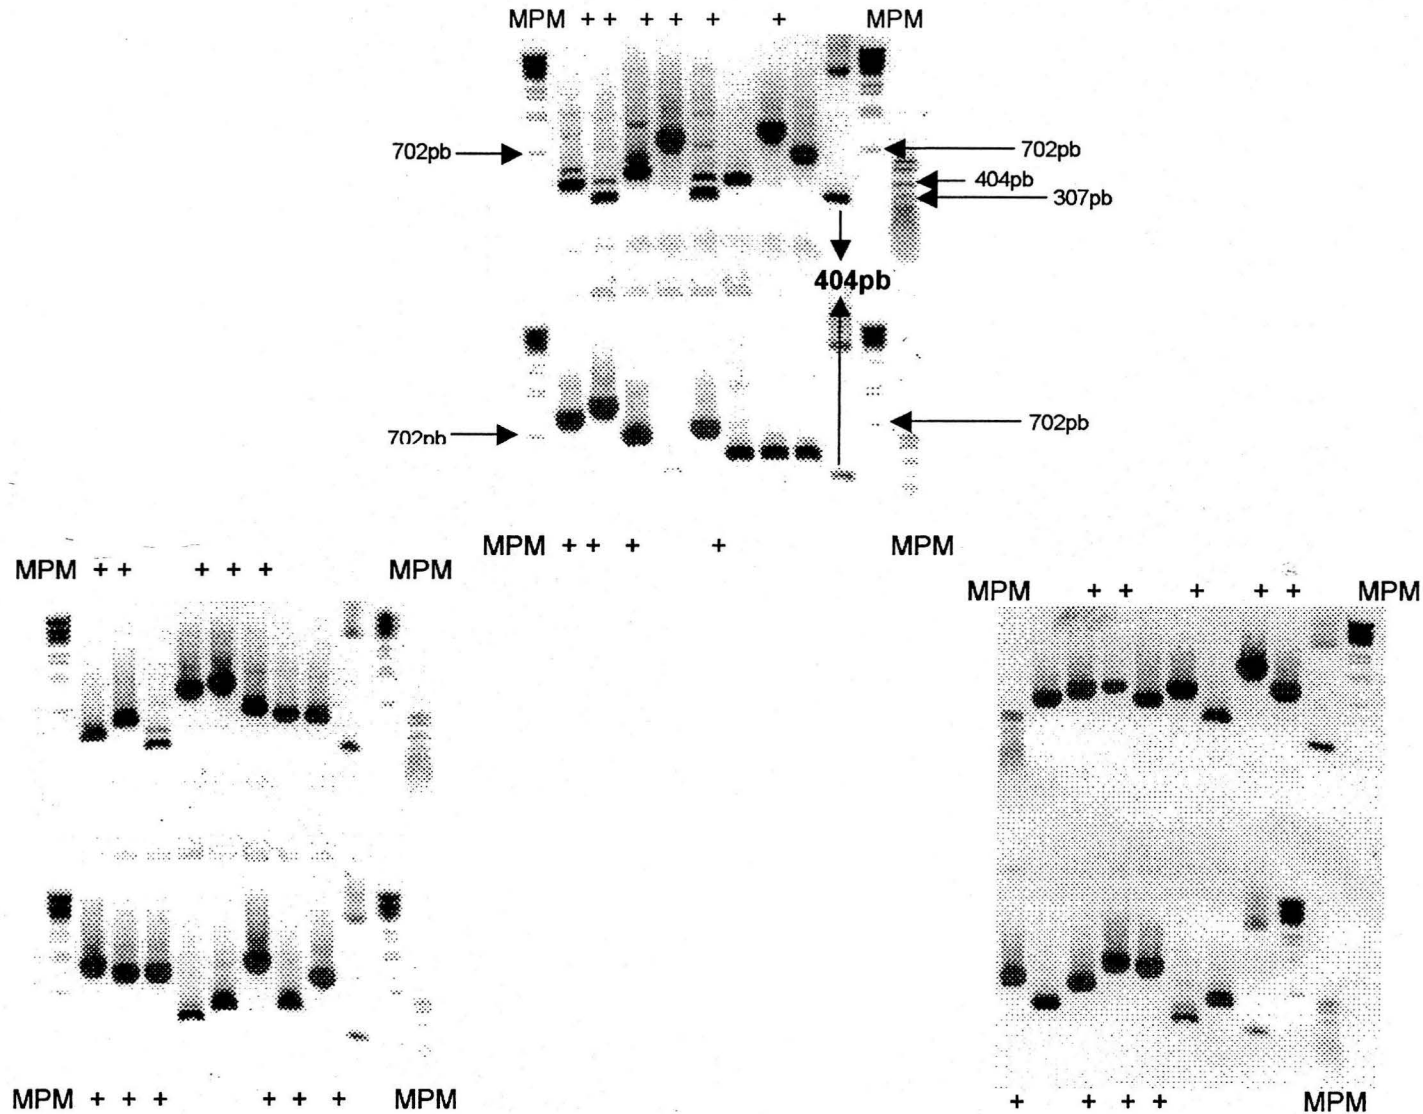 MPM + + + + + + MPM
702pb 702pb
404pb
307pb
404pb
702pb 702pb
MPM + + + + MPM
MPM + + + + + MPM
MPM + + + + + MPM
MPM + + + + + + MPM
+ + + + MPM